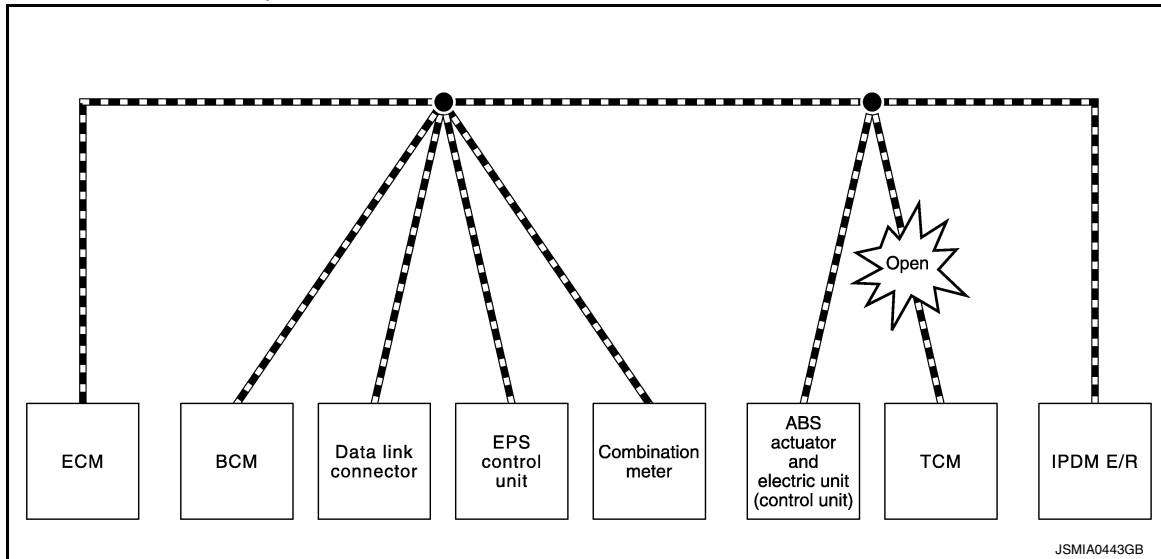 Open
ECM
BCM
Data link
connector
EPS
control
unit
Combination
meter
ABS
actuator
and
electric unit
(control unit)
TCM
IPDM E/R
JSMIA0443GB